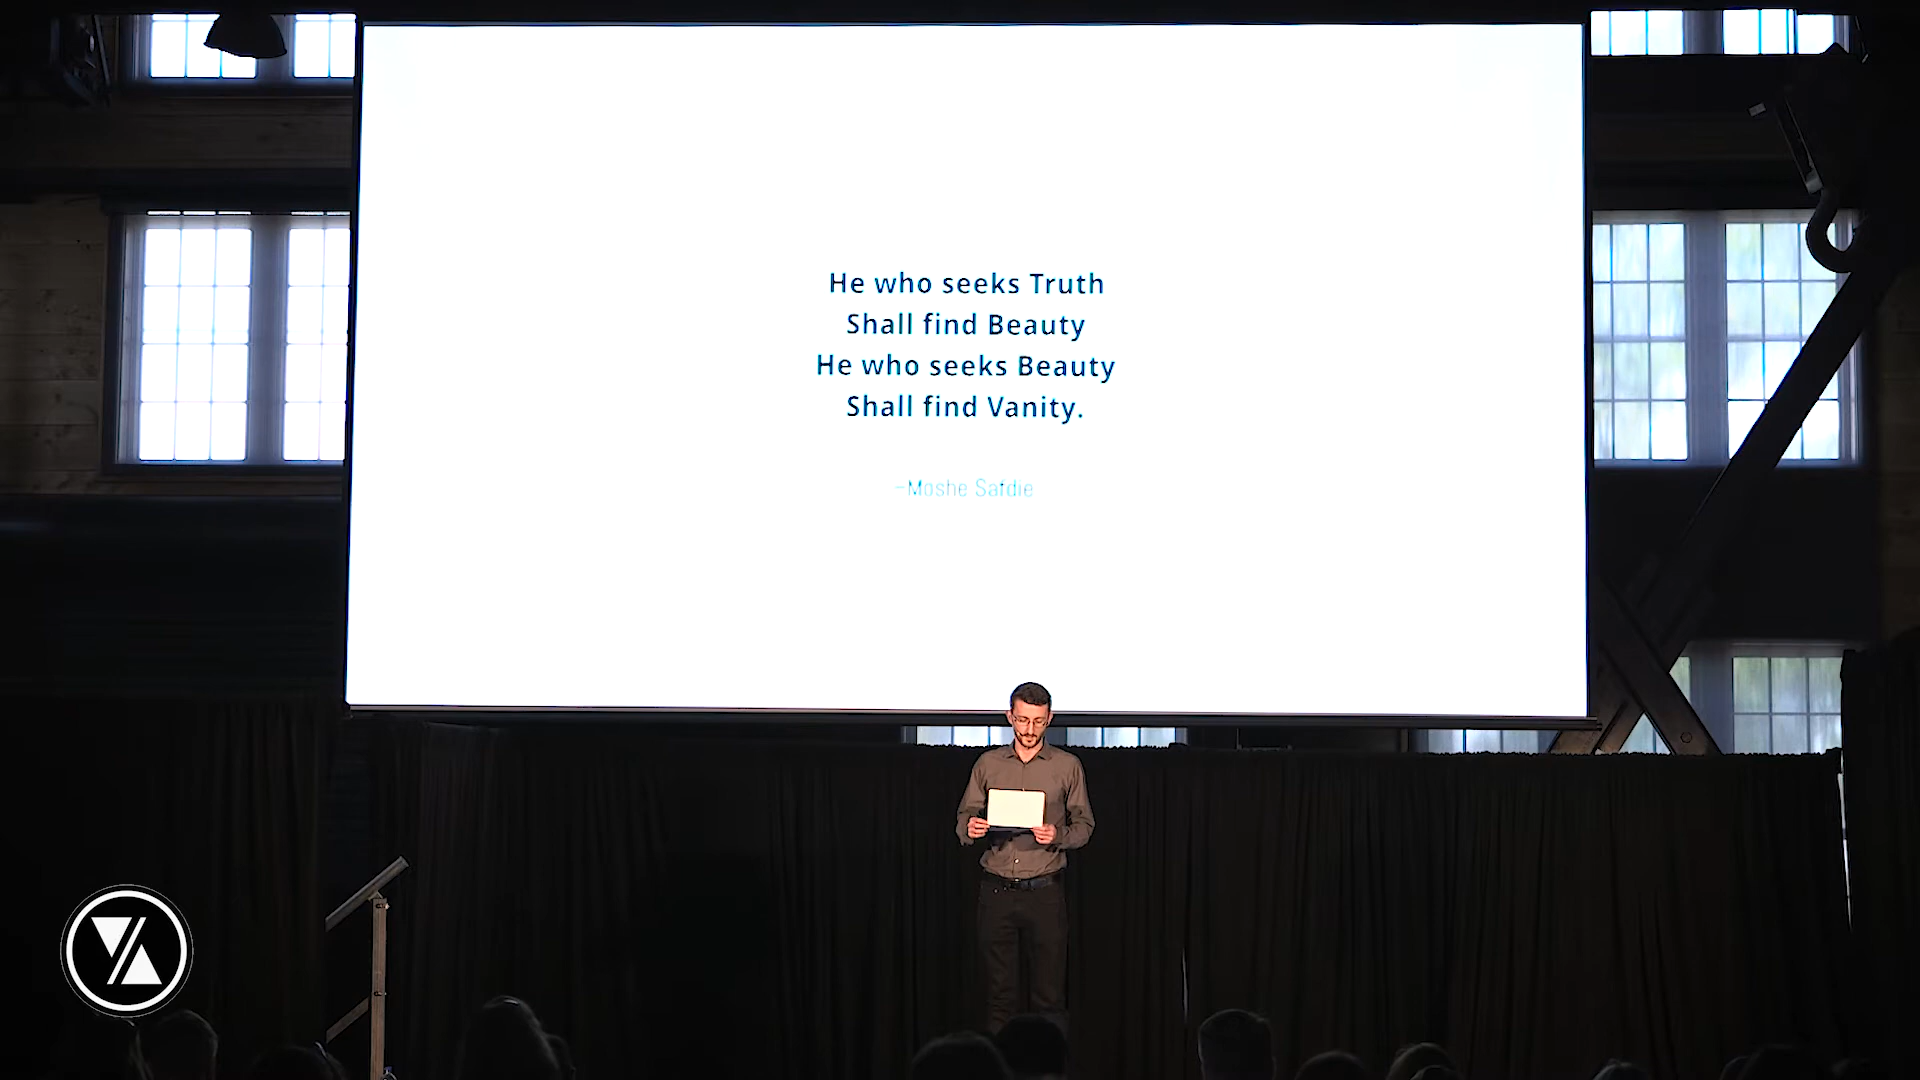 He who seeks Truth
Shall find Beauty
He who seeks Beauty
Shall find Vanity.
–Moshe Safdie